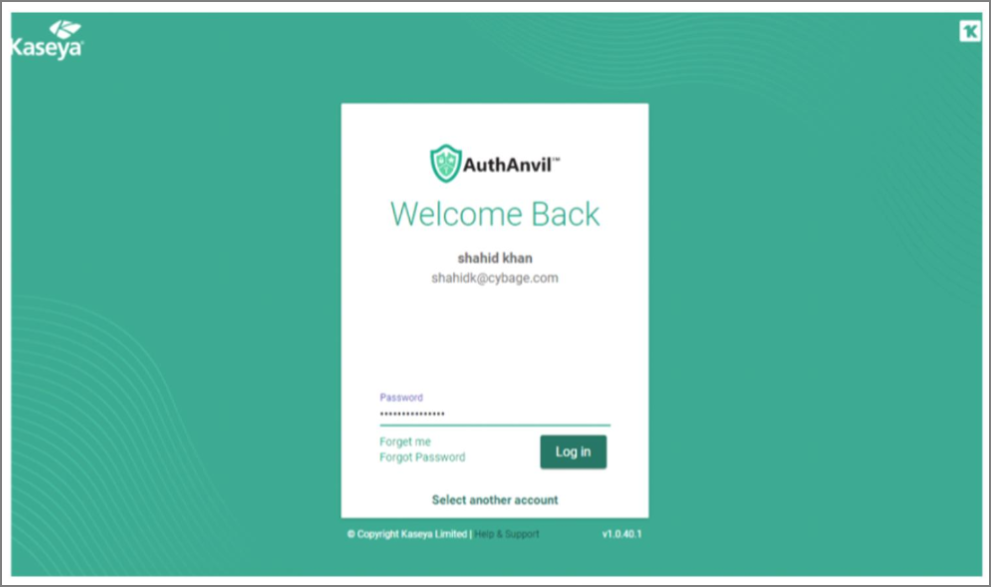 Kaseya
K
AuthAnvil™
Welcome Back
shahid khan
shahidk@cybage.com
Password
•••••••••••••••
Forget me
Forgot Password
Log in
Select another account
© Copyright Kaseya Limited | Help & Support v1.0.40.1